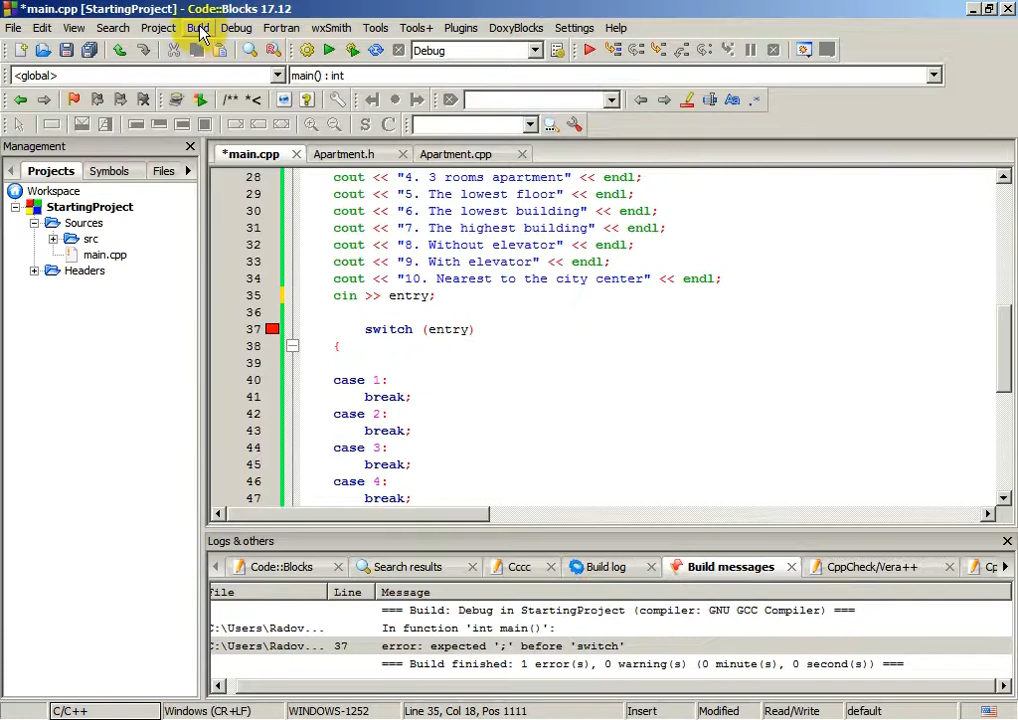 *main.cpp [StartingProject] - Code::Blocks 17.12
File Edit View Search Project Build Debug Fortran wxSmith Tools Tools+ Plugins DoxyBlocks Settings Help
Debug
<global> main() : int
/** *<
S C
Management
Projects Symbols Files
Workspace
StartingProject
Sources
src
main.cpp
Headers
*main.cpp Apartment.h Apartment.cpp
28 cout << "4. 3 rooms apartment" << endl;
29 cout << "5. The lowest floor" << endl;
30 cout << "6. The lowest building" << endl;
31 cout << "7. The highest building" << endl;
32 cout << "8. Without elevator" << endl;
33 cout << "9. With elevator" << endl;
34 cout << "10. Nearest to the city center" << endl;
35 cin >> entry;
36
37 switch (entry)
38 {
39
40 case 1:
41 break;
42 case 2:
43 break;
44 case 3:
45 break;
46 case 4:
47 break;
Logs & others
Code::Blocks Search results Cccc Build log Build messages CppCheck/Vera++ Cp
File Line Message
=== Build: Debug in StartingProject (compiler: GNU GCC Compiler) ===
C:\Users\Radov... In function 'int main()':
C:\Users\Radov... 37 error: expected ';' before 'switch'
=== Build finished: 1 error(s), 0 warning(s) (0 minute(s), 0 second(s)) ===
C/C++ Windows (CR+LF) WINDOWS-1252 Line 35, Col 18, Pos 1111 Insert Modified Read/Write default